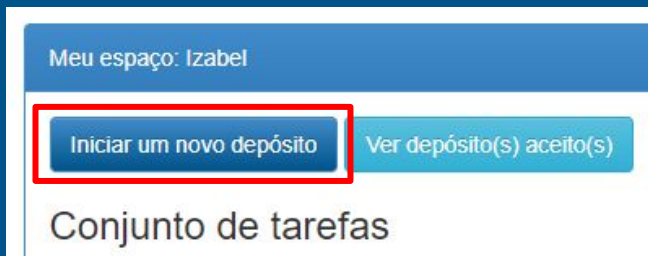 Meu espaço: Izabel
Iniciar um novo depósito Ver depósito(s) aceito(s)
Conjunto de tarefas